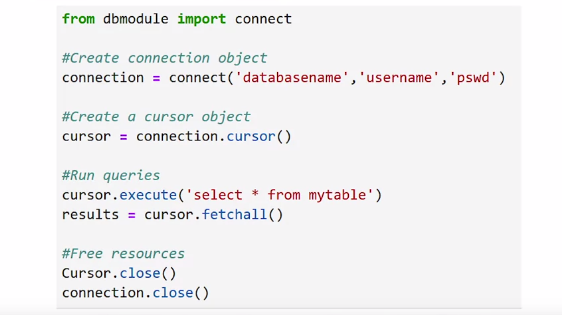 from dbmodule import connect
#Create connection object
connection = connect('databasename','username','pswd')
#Create a cursor object
cursor = connection.cursor()
#Run queries
cursor.execute('select * from mytable')
results = cursor.fetchall()
#Free resources
Cursor.close()
connection.close()